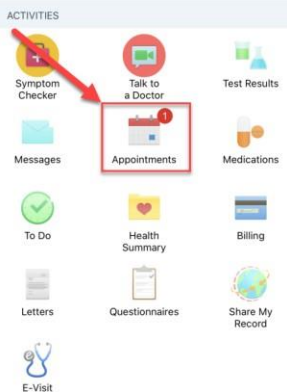 ACTIVITIES
Symptom
Checker
Talk to
a Doctor
Test Results
Messages
1
Appointments
Medications
To Do
Health
Summary
Billing
Letters
Questionnaires
Share My
Record
E-Visit